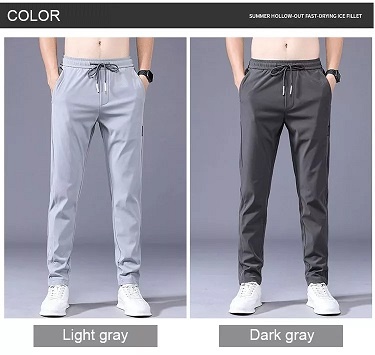 COLOR
SUMMER HOLLOW-OUT FAST-DRYING ICE FILLET
Light gray
Dark gray